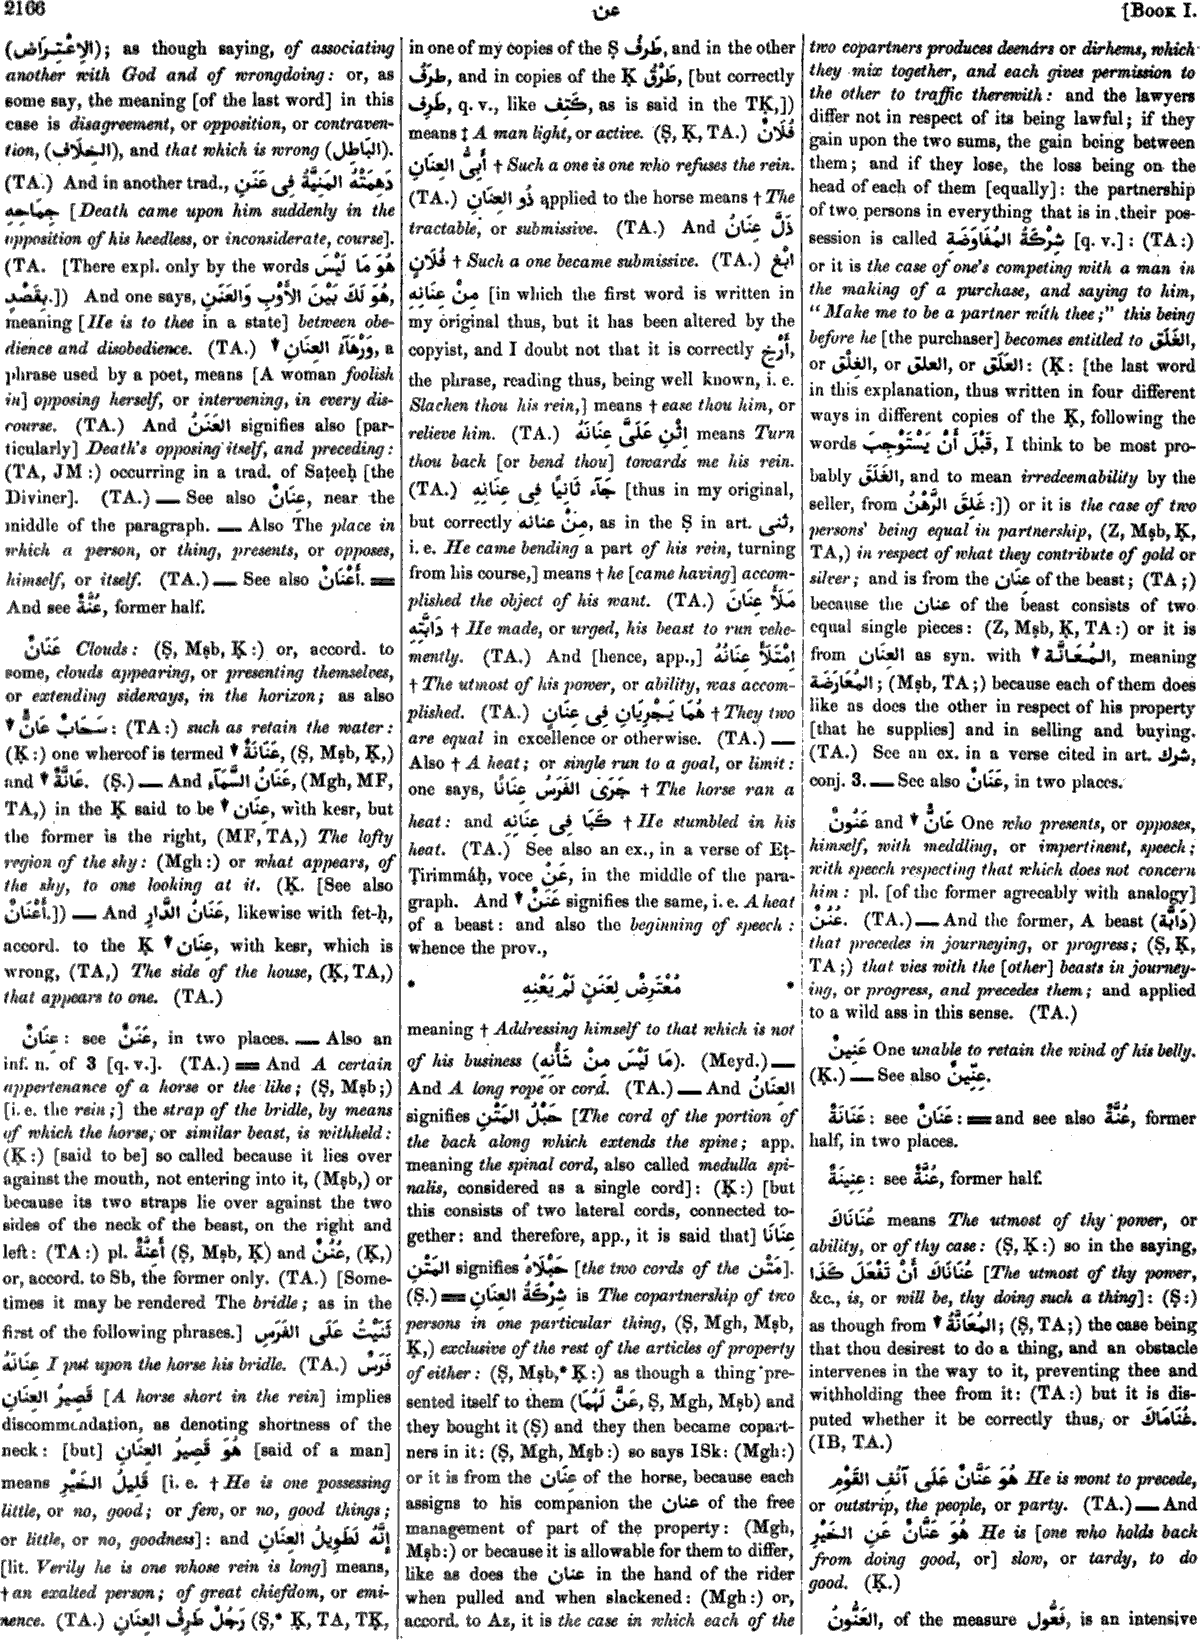 2166
عن
[BOOK I.
(الاِعْتِرَاض); as though saying, of associating
another with God and of wrongdoing: or, as
some say, the meaning [of the last word] in this
case is disagreement, or opposition, or contraven-
tion, (الخِلَاف), and that which is wrong (البَاطِل).
(TA.) And in another trad., دَهِمَتْهُ المَنِيَّةُ فِى عَنَنِ
جِمَاحِهِ [Death came upon him suddenly in the
opposition of his heedless, or inconsiderate, course].
(TA. [There expl. only by the words هُوَ مَا لَيْسَ
بِقَصْدٍ.]) And one says, هُوَ لَكَ بَيْنَ الأَوْبِ وَالعَنَنِ,
meaning [He is to thee in a state] between obe-
dience and disobedience. (TA.) وَرْهَآءُ العِنَانِ, a
phrase used by a poet, means [A woman foolish
in] opposing herself, or intervening, in every dis-
course. (TA.) And العَنَنُ signifies also [par-
ticularly] Death's opposing itself, and preceding:
(TA, JM:) occurring in a trad. of Saṭeeḥ [the
Diviner]. (TA.) — See also عِنَانٌ, near the
middle of the paragraph. — Also The place in
which a person, or thing, presents, or opposes,
himself, or itself. (TA.) — See also أَعْنَانٌ. ＝
And see عُنَّةٌ, former half.
عَنَانٌ Clouds: (Ṣ, Mṣb, Ḳ:) or, accord. to
some, clouds appearing, or presenting themselves,
or extending sideways, in the horizon; as also
سَحَابٌ عَانٌّ: (TA:) such as retain the water:
(Ḳ:) one whereof is termed عَنَانَةٌ, (Ṣ, Mṣb, Ḳ,)
and عَانَّةٌ. (Ṣ.) — And عَنَانُ السَّمَآءِ, (Mgh, MF,
TA,) in the Ḳ said to be عِنَان, with kesr, but
the former is the right, (MF, TA,) The lofty
region of the sky: (Mgh:) or what appears, of
the sky, to one looking at it. (Ḳ. [See also
أَعْنَانٌ.]) — And عَنَانُ الدَّارِ, likewise with fet-ḥ,
accord. to the Ḳ عِنَان, with kesr, which is
wrong, (TA,) The side of the house, (Ḳ, TA,)
that appears to one. (TA.)
عِنَانٌ: see عَنَنٌ, in two places. — Also an
inf. n. of 3 [q. v.]. (TA.) ＝ And A certain
appertenance of a horse or the like; (Ṣ, Mṣb;)
[i. e. the rein;] the strap of the bridle, by means
of which the horse, or similar beast, is withheld:
(Ḳ:) [said to be] so called because it lies over
against the mouth, not entering into it, (Mṣb,) or
because its two straps lie over against the two
sides of the neck of the beast, on the right and
left: (TA:) pl. أَعِنَّةٌ (Ṣ, Mṣb, Ḳ) and عُنُنٌ, (Ḳ,)
or, accord. to Sb, the former only. (TA.) [Some-
times it may be rendered The bridle; as in the
first of the following phrases.] ثَنَيْتُ عَلَى الفَرَسِ
عِنَانَهُ I put upon the horse his bridle. (TA.) فَرَسٌ
قَصِيرُ العِنَانِ [A horse short in the rein] implies
discommendation, as denoting shortness of the
neck: [but] هُوَ قَصِيرُ العِنَانِ [said of a man]
means قَلِيلُ الخَيْرِ [i. e. † He is one possessing
little, or no, good; or few, or no, good things;
or little, or no, goodness]: and إِنَّهُ لَطَوِيلُ العِنَانِ
[lit. Verily he is one whose rein is long] means,
† an exalted person; of great chiefdom, or emi-
nence. (TA.) رَجُلٌ طَرِفُ العِنَانِ (Ṣ,* Ḳ, TA, TḲ,
in one of my copies of the Ṣ طَرفُ, and in the other
طَرَفُ, and in copies of the Ḳ طَرْقُ, [but correctly
طَرِف, q. v., like كَتِف, as is said in the TḲ,])
means ‡ A man light, or active. (Ṣ, Ḳ, TA.) فُلَانٌ
أَبِىُّ العِنَانِ † Such a one is one who refuses the rein.
(TA.) ذُو العِنَانِ applied to the horse means † The
tractable, or submissive. (TA.) And ذَلَّ عِنَانُ
فُلَانٍ † Such a one became submissive. (TA.) ابْغ
مِنْ عِنَانِهِ [in which the first word is written in
my original thus, but it has been altered by the
copyist, and I doubt not that it is correctly أَرْخِ,
the phrase, reading thus, being well known, i. e.
Slachen thou his rein,] means † ease thou him, or
relieve him. (TA.) اثْنِ عَلَىَّ عِنَانَهُ means Turn
thou back [or bend thou] towards me his rein.
(TA.) جَآءَ ثَانِيًا فِى عِنَانِهِ [thus in my original,
but correctly مِنْ عنانه, as in the Ṣ in art. ثنى,
i. e. He came bending a part of his rein, turning
from his course,] means † he [came having] accom-
plished the object of his want. (TA.) مَلَأَ عِنَانَ
دَابَّتِهِ † He made, or urged, his beast to run vehe-
mently. (TA.) And [hence, app.,] اِمْتَلَأَ عِنَانُهُ
† The utmost of his power, or ability, was accom-
plished. (TA.) هُمَا يَجْرِيَانِ فِى عِنَانٍ † They two
are equal in excellence or otherwise. (TA.) —
Also † A heat; or single run to a goal, or limit:
one says, جَرَى الفَرَسُ عِنَانًا † The horse ran a
heat: and كَبَا فِى عِنَانِهِ † He stumbled in his
heat. (TA.) See also an ex., in a verse of Eṭ-
Ṭirimmáḥ, voce عَنْ, in the middle of the para-
graph. And عَنَنٌ signifies the same, i. e. A heat
of a beast: and also the beginning of speech:
whence the prov.,
* مُعْتَرِضٌ لِعَنَنٍ لَمْ يَعْنِهِ *
meaning † Addressing himself to that which is not
of his business (مَا لَيْسَ مِنْ شَأْنِهِ). (Meyd.) —
And A long rope or cord. (TA.) — And العِنَانُ
signifies حَبْلُ المَتْنِ [The cord of the portion of
the back along which extends the spine; app.
meaning the spinal cord, also called medulla spi-
nalis, considered as a single cord]: (Ḳ:) [but
this consists of two lateral cords, connected to-
gether: and therefore, app., it is said that] عِنَانَا
المَتْنِ signifies حَبْلَاهُ [the two cords of the مَتْن].
(Ṣ.) ＝ شِرْكَةُ العِنَانِ is The copartnership of two
persons in one particular thing, (Ṣ, Mgh, Mṣb,
Ḳ,) exclusive of the rest of the articles of property
of either: (Ṣ, Mṣb,* Ḳ:) as though a thing pre-
sented itself to them (عَنَّ لَهُمَا, Ṣ, Mgh, Mṣb) and
they bought it (Ṣ) and they then became copart-
ners in it: (Ṣ, Mgh, Mṣb:) so says ISk: (Mgh:)
or it is from the عِنَان of the horse, because each
assigns to his companion the عنان of the free
management of part of the property: (Mgh,
Mṣb:) or because it is allowable for them to differ,
like as does the عنان in the hand of the rider
when pulled and when slackened: (Mgh:) or,
accord. to Az, it is the case in which each of the
two copartners produces deenárs or dirhems, which
they mix together, and each gives permission to
the other to traffic therewith: and the lawyers
differ not in respect of its being lawful; if they
gain upon the two sums, the gain being between
them; and if they lose, the loss being on the
head of each of them [equally]: the partnership
of two persons in everything that is in their pos-
session is called شِرْكَةُ المُفَاوَضَةِ [q. v.]: (TA:)
or it is the case of one's competing with a man in
the making of a purchase, and saying to him,
"Make me to be a partner with thee;" this being
before he [the purchaser] becomes entitled to الغَلَق,
or الغِلْق, or العلق, or العَلَق: (Ḳ: [the last word
in this explanation, thus written in four different
ways in different copies of the Ḳ, following the
words قَبْلَ أَنْ يَسْتَوْجِبَ, I think to be most pro-
bably الغَلَقَ, and to mean irredeemability by the
seller, from غَلِقَ الرَّهْنُ:]) or it is the case of two
persons' being equal in partnership, (Z, Mṣb, Ḳ,
TA,) in respect of what they contribute of gold or
silver; and is from the عِنَان of the beast; (TA;)
because the عنان of the beast consists of two
equal single pieces: (Z, Mṣb, Ḳ, TA:) or it is
from العِنَان as syn. with المُعَانَّة, meaning
المُعَارَضَة; (Mṣb, TA;) because each of them does
like as does the other in respect of his property
[that he supplies] and in selling and buying.
(TA.) See an ex. in a verse cited in art. شرك,
conj. 3. — See also عَنَانٌ, in two places.
عَنُونٌ and عَانٌّ One who presents, or opposes,
himself, with meddling, or impertinent, speech;
with speech respecting that which does not concern
him: pl. [of the former agreeably with analogy]
عُنُنٌ. (TA.) — And the former, A beast (دَابَّة)
that precedes in journeying, or progress; (Ṣ, Ḳ,
TA;) that vies with the [other] beasts in journey-
ing, or progress, and precedes them; and applied
to a wild ass in this sense. (TA.)
عَنِينٌ One unable to retain the wind of his belly.
(Ḳ.) — See also عِنِّينٌ.
عَنَانَةٌ: see عَنَانٌ: ＝ and see also عُنَّةٌ, former
half, in two places.
عَنِينَةٌ: see عُنَّةٌ, former half.
عُنَانَاكَ means The utmost of thy power, or
ability, or of thy case: (Ṣ, Ḳ:) so in the saying,
عُنَانَاكَ أَنْ تَفْعَلَ كَذَا [The utmost of thy power,
&c., is, or will be, thy doing such a thing]: (Ṣ:)
as though from المُعَانَّةُ; (Ṣ, TA;) the case being
that thou desirest to do a thing, and an obstacle
intervenes in the way to it, preventing thee and
withholding thee from it: (TA:) but it is dis-
puted whether it be correctly thus, or غُنَامَاكَ.
(IB, TA.)
هُوَ عَنَّانٌ عَلَى آنُفِ القَوْمِ He is wont to precede,
or outstrip, the people, or party. (TA.) — And
هُوَ عَنَّانٌ عَنِ الخَيْرِ He is [one who holds back
from doing good, or] slow, or tardy, to do
good. (Ḳ.)
العَنُّونُ, of the measure فَعُّول, is an intensive